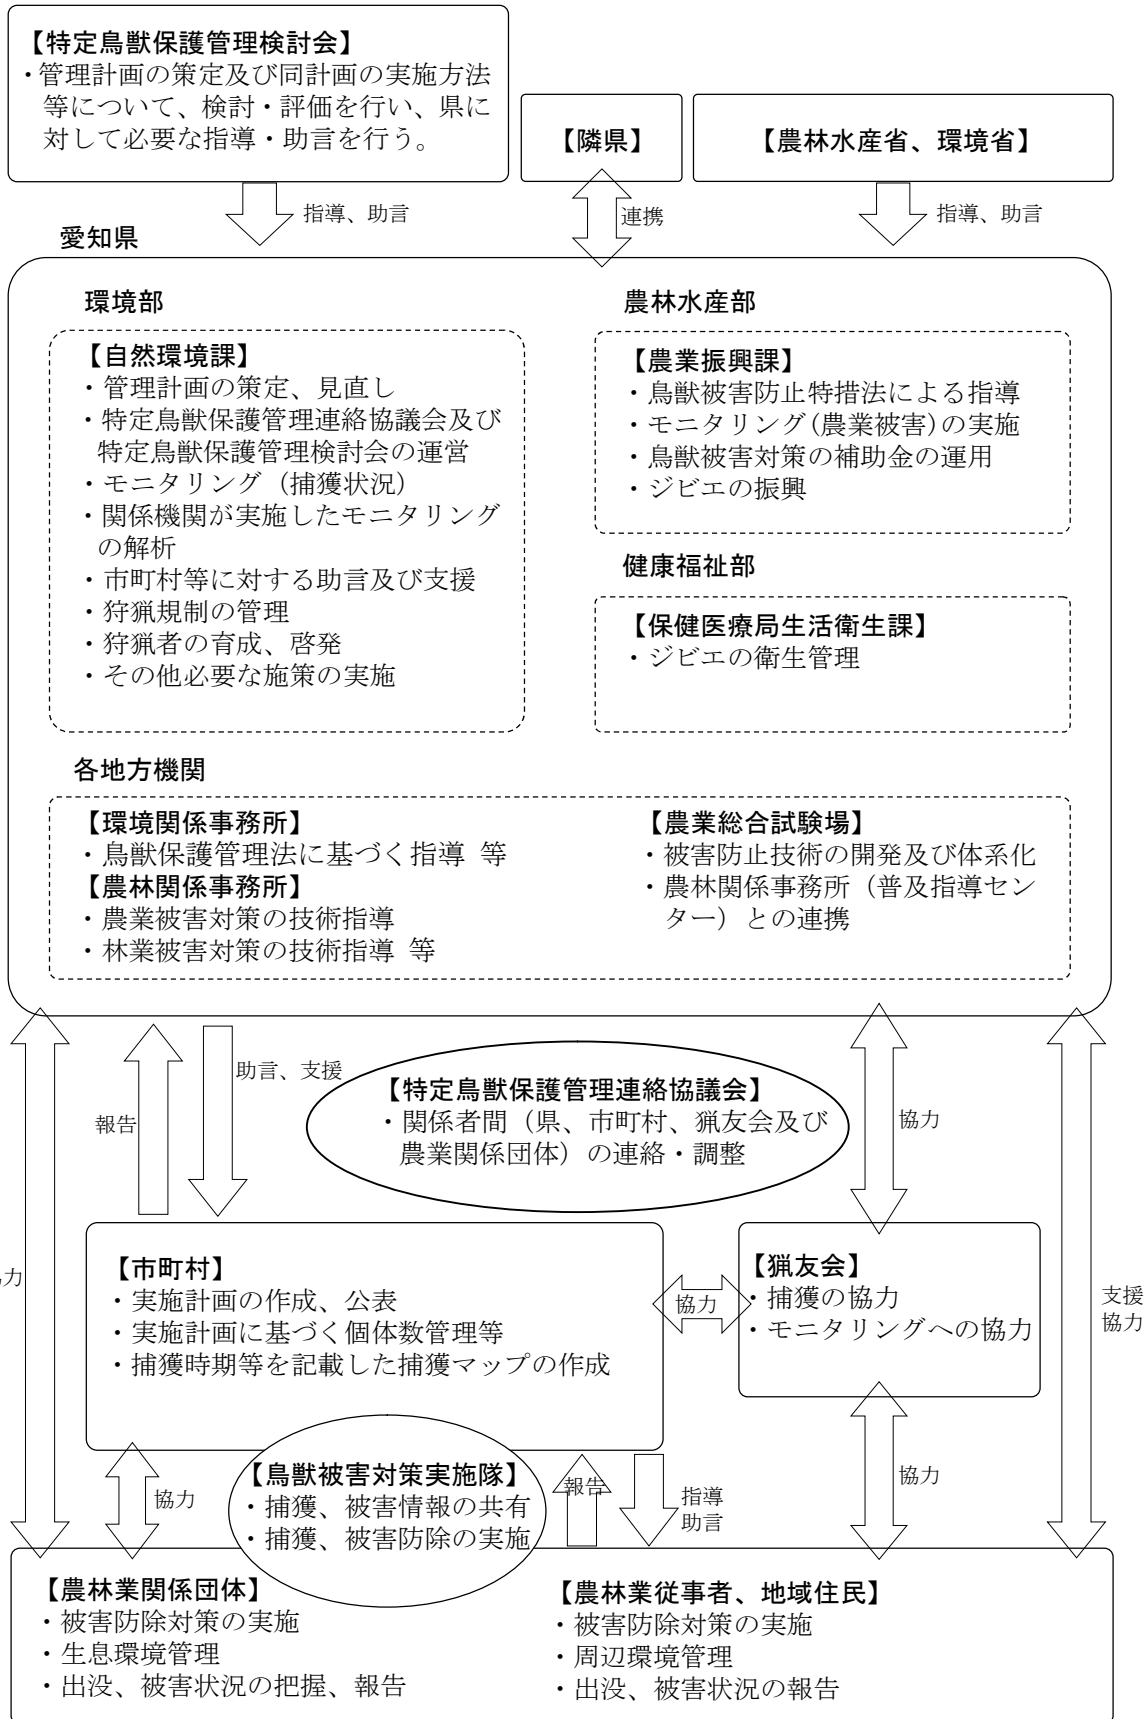 【特定鳥獣保護管理検討会】
・管理計画の策定及び同計画の実施方法
等について、検討・評価を行い、県に
対して必要な指導・助言を行う。
【隣県】
【農林水産省、環境省】
指導、助言
連携
指導、助言
愛知県
環境部
【自然環境課】
・管理計画の策定、見直し
・特定鳥獣保護管理連絡協議会及び
特定鳥獣保護管理検討会の運営
・モニタリング（捕獲状況）
・関係機関が実施したモニタリング
の解析
・市町村等に対する助言及び支援
・狩猟規制の管理
・狩猟者の育成、啓発
・その他必要な施策の実施
農林水産部
【農業振興課】
・鳥獣被害防止特措法による指導
・モニタリング(農業被害)の実施
・鳥獣被害対策の補助金の運用
・ジビエの振興
健康福祉部
【保健医療局生活衛生課】
・ジビエの衛生管理
各地方機関
【環境関係事務所】
・鳥獣保護管理法に基づく指導 等
【農林関係事務所】
・農業被害対策の技術指導
・林業被害対策の技術指導 等
【農業総合試験場】
・被害防止技術の開発及び体系化
・農林関係事務所（普及指導セン
ター）との連携
報告
助言、支援
【特定鳥獣保護管理連絡協議会】
・関係者間（県、市町村、猟友会及び
農業関係団体）の連絡・調整
協力
力
【市町村】
・実施計画の作成、公表
・実施計画に基づく個体数管理等
・捕獲時期等を記載した捕獲マップの作成
協力
【猟友会】
・捕獲の協力
・モニタリングへの協力
支援
協力
協力
【鳥獣被害対策実施隊】
・捕獲、被害情報の共有
・捕獲、被害防除の実施
報告
指導
助言
協力
【農林業関係団体】
・被害防除対策の実施
・生息環境管理
・出没、被害状況の把握、報告
【農林業従事者、地域住民】
・被害防除対策の実施
・周辺環境管理
・出没、被害状況の報告